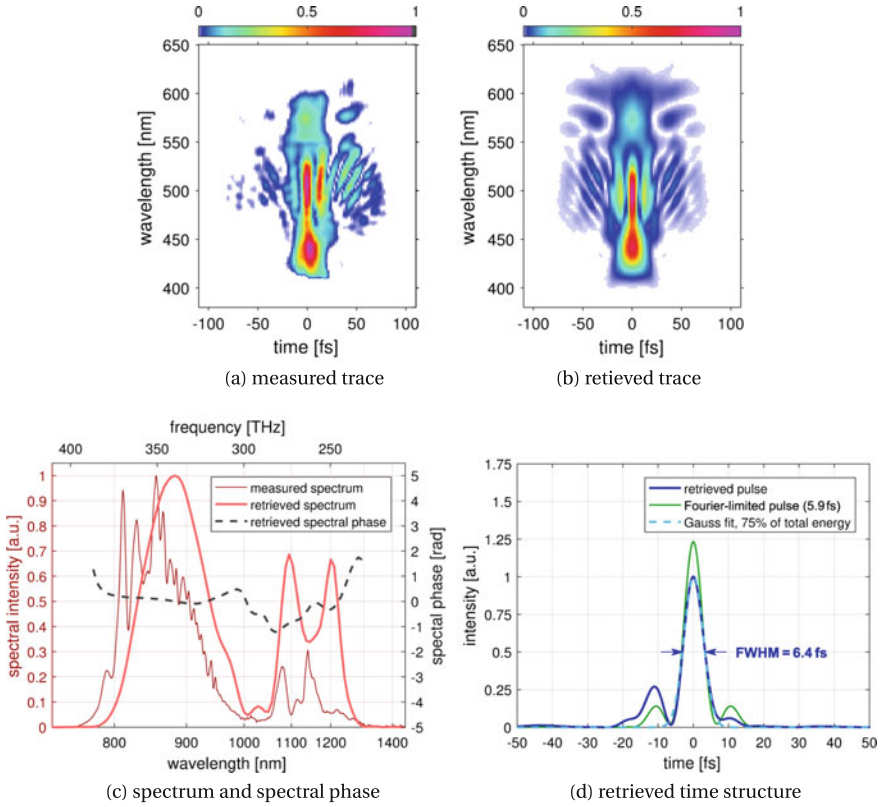 0 0.5 1
650
600
550
500
450
400
wavelength [nm]
-100 -50 0 50 100
time [fs]
(a) measured trace
0 0.5 1
650
600
550
500
450
400
wavelength [nm]
-100 -50 0 50 100
time [fs]
(b) retieved trace
frequency [THz]
400 350 300 250
1
0.9
0.8
0.7
0.6
0.5
0.4
0.3
0.2
0.1
0
spectral intensity [a.u.]
measured spectrum
retrieved spectrum
retrieved spectral phase
5
4
3
2
1
0
-1
-2
-3
-4
-5
spectal phase [rad]
800 900 1000 1100 1200 1400
wavelength [nm]
(c) spectrum and spectral phase
1.75
1.5
1.25
1
0.75
0.5
0.25
0
intensity [a.u.]
retrieved pulse
Fourier-limited pulse (5.9 fs)
Gauss fit, 75% of total energy
FWHM = 6.4 fs
-50 -40 -30 -20 -10 0 10 20 30 40 50
time [fs]
(d) retrieved time structure